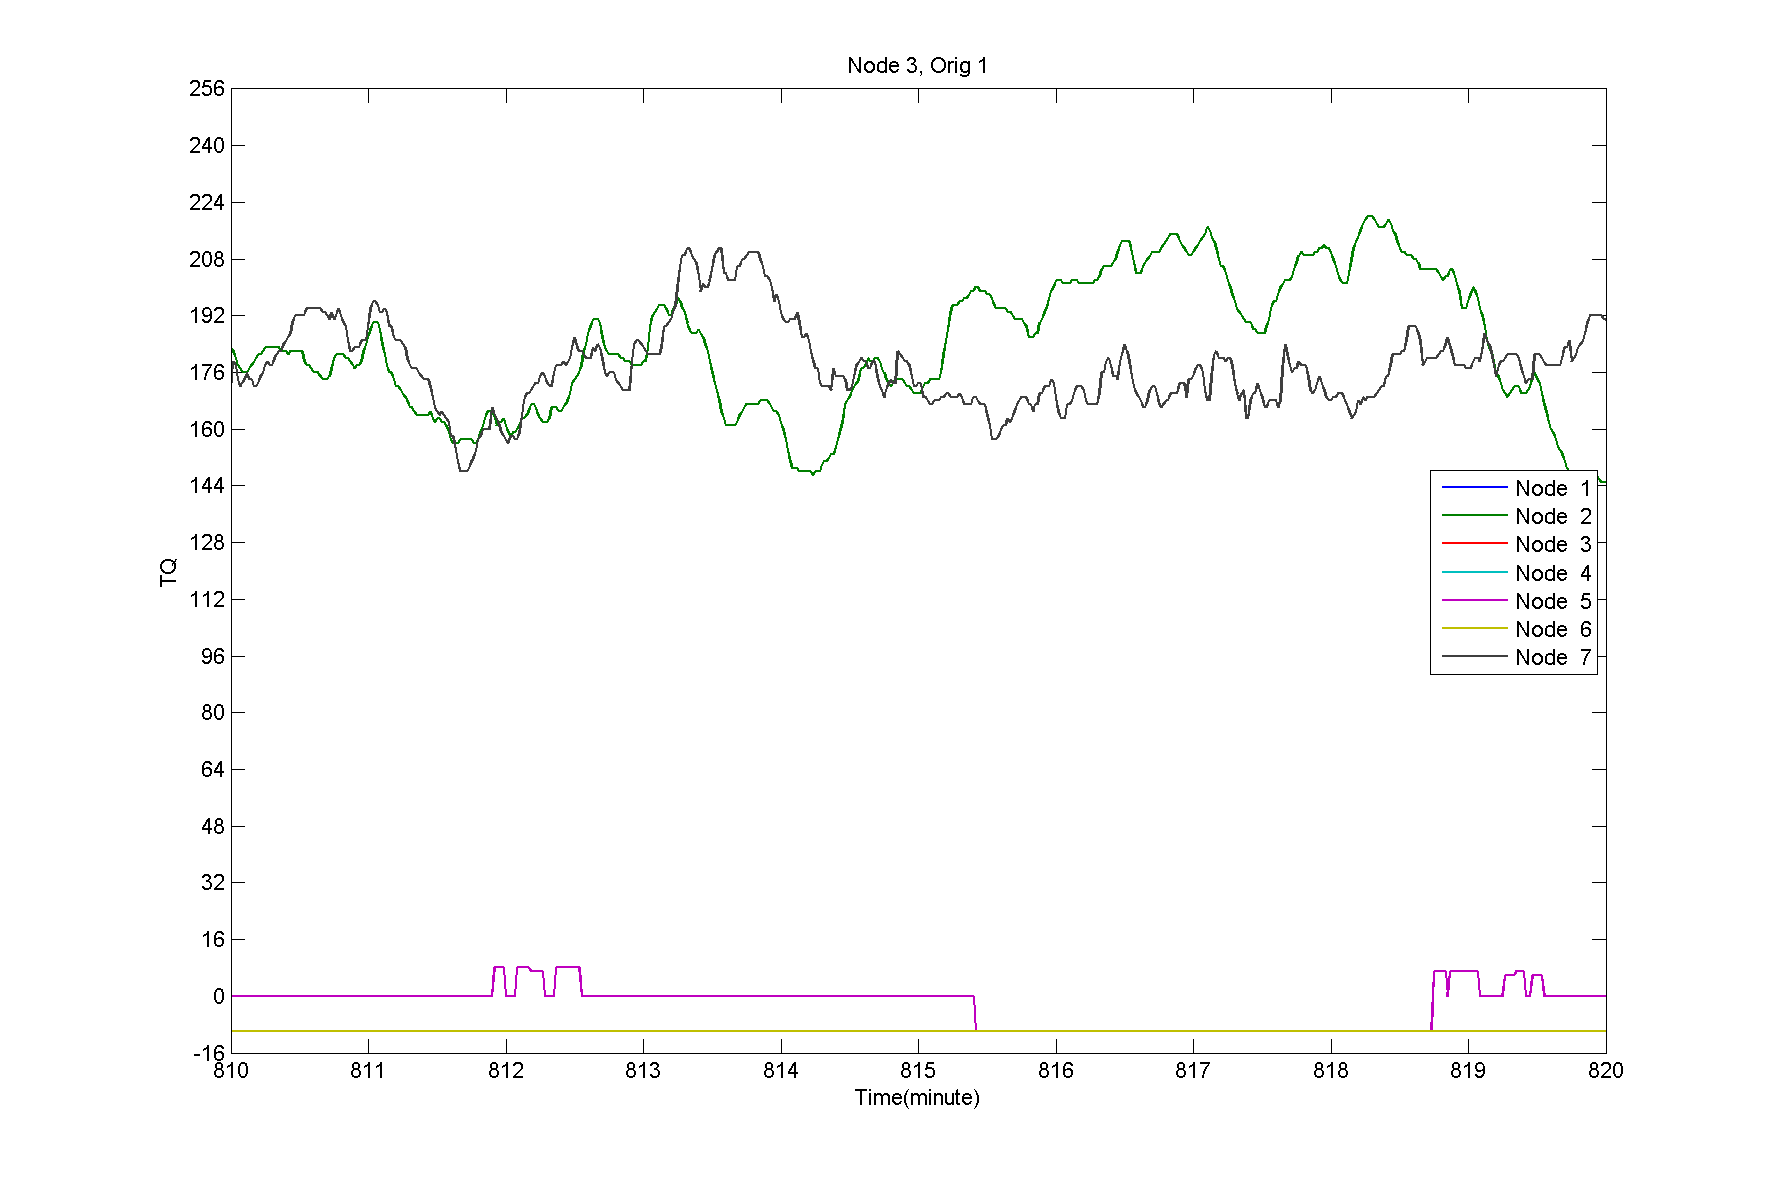 Node 3, Orig 1
256
240
224
208
192
176
160
144
128
112
96
80
64
48
32
16
0
-16
TQ
Node 1
Node 2
Node 3
Node 4
Node 5
Node 6
Node 7
810 811 812 813 814 815 816 817 818 819 820
Time(minute)